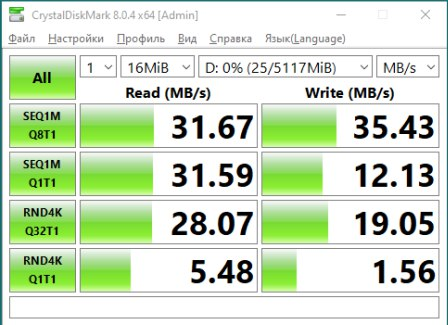 CrystalDiskMark 8.0.4 x64 [Admin]
Файл Настройки Профиль Вид Справка Язык(Language)
All 1 16MiB D: 0% (25/5117MiB) MB/s
Read (MB/s) Write (MB/s)
SEQ1M Q8T1 31.67 35.43
SEQ1M Q1T1 31.59 12.13
RND4K Q32T1 28.07 19.05
RND4K Q1T1 5.48 1.56